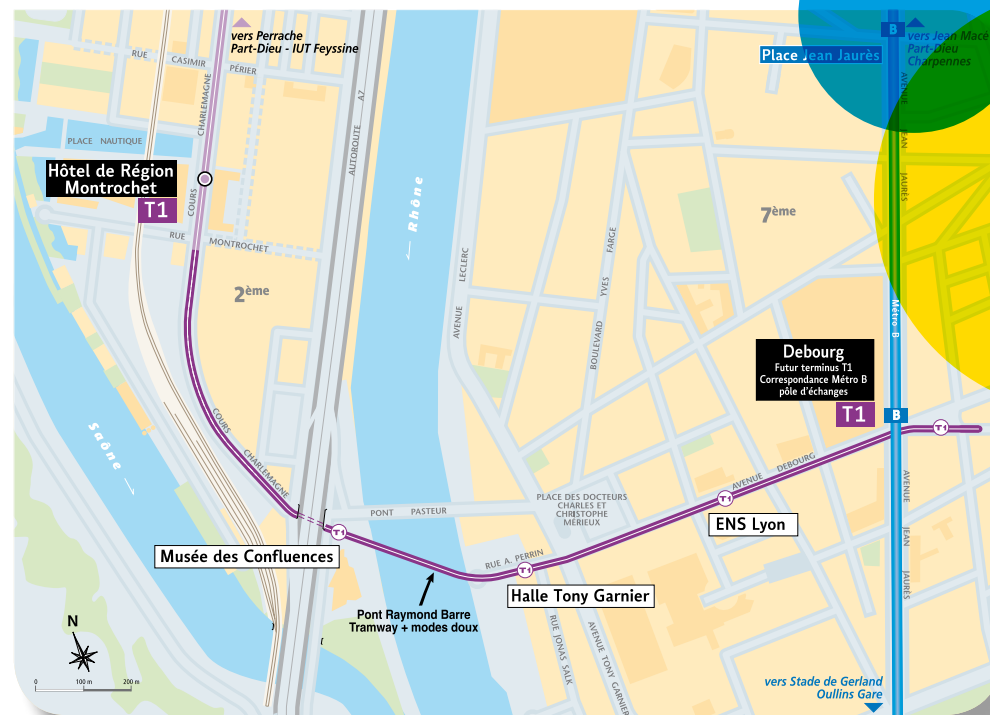 vers Perrache
Part-Dieu - IUT Feyssine
B
vers Jean Macé
Part-Dieu
Charpennes
Place Jean Jaurès
RUE CASIMIR PÉRIER
COURS CHARLEMAGNE
AUTOROUTE A7
AVENUE JEAN JAURÈS
PLACE NAUTIQUE
Hôtel de Région
Montrochet
T1
RUE MONTROCHET
Rhône
7ème
2ème
AVENUE LECLERC
BOULEVARD YVES FARGE
Métro B
Debourg
Futur terminus T1
Correspondance Métro B
pôle d'échanges
T1
B
T1
Saône
COURS CHARLEMAGNE
AVENUE DEBOURG
AVENUE JEAN JAURÈS
PLACE DES DOCTEURS
CHARLES ET
CHRISTOPHE
MÉRIEUX
PONT PASTEUR
T1
ENS Lyon
T1
Musée des Confluences
RUE A. PERRIN
T1
Halle Tony Garnier
Pont Raymond Barre
Tramway + modes doux
RUE JONAS SALK
AVENUE TONY GARNIER
N
0 100 m 200 m
vers Stade de Gerland
Oullins Gare